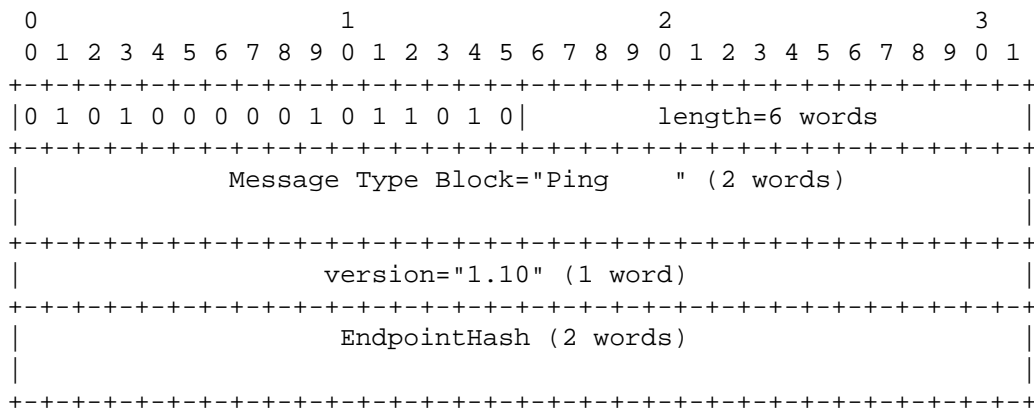 0                   1                   2                   3
 0 1 2 3 4 5 6 7 8 9 0 1 2 3 4 5 6 7 8 9 0 1 2 3 4 5 6 7 8 9 0 1
+-+-+-+-+-+-+-+-+-+-+-+-+-+-+-+-+-+-+-+-+-+-+-+-+-+-+-+-+-+-+-+-+
|0 1 0 1 0 0 0 0 0 1 0 1 1 0 1 0|        length=6 words         |
+-+-+-+-+-+-+-+-+-+-+-+-+-+-+-+-+-+-+-+-+-+-+-+-+-+-+-+-+-+-+-+-+
|             Message Type Block="Ping    " (2 words)           |
|                                                               |
+-+-+-+-+-+-+-+-+-+-+-+-+-+-+-+-+-+-+-+-+-+-+-+-+-+-+-+-+-+-+-+-+
|                   version="1.10" (1 word)                     |
+-+-+-+-+-+-+-+-+-+-+-+-+-+-+-+-+-+-+-+-+-+-+-+-+-+-+-+-+-+-+-+-+
|                    EndpointHash (2 words)                     |
|                                                               |
+-+-+-+-+-+-+-+-+-+-+-+-+-+-+-+-+-+-+-+-+-+-+-+-+-+-+-+-+-+-+-+-+